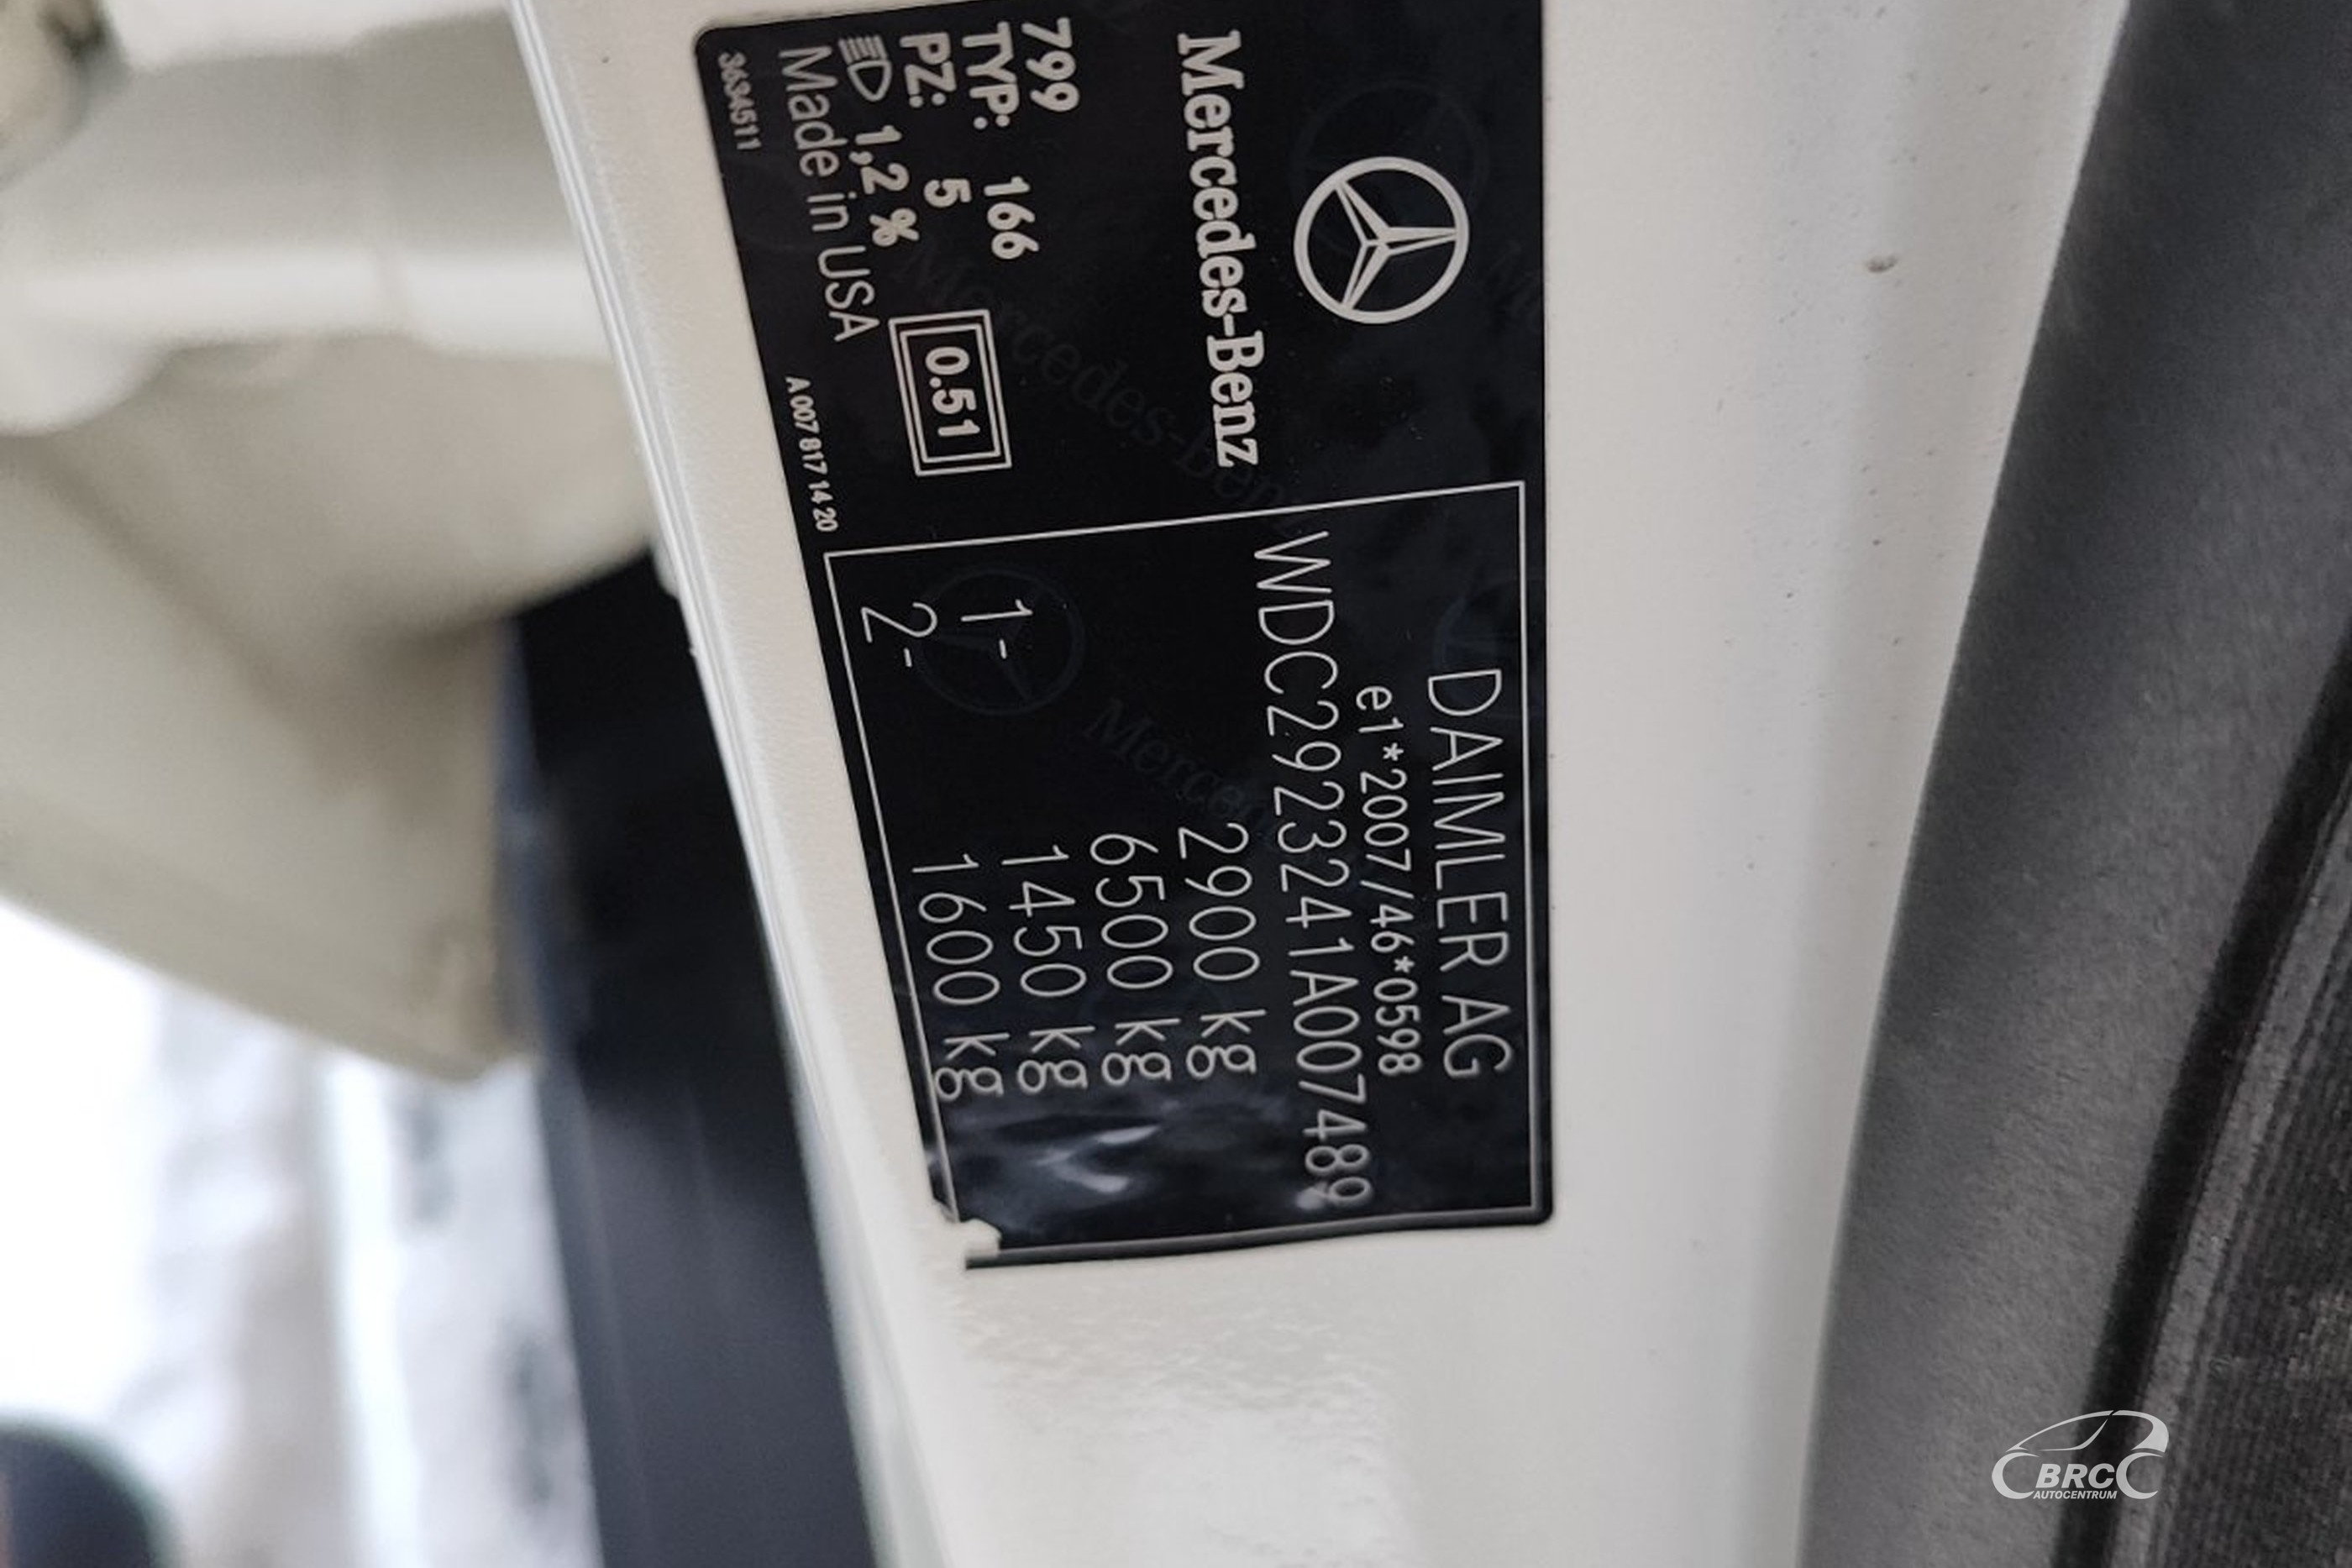 Mercedes-Benz
799
TYP: 166
PZ: 5
1,2 %
Made in USA
3634511
0.51
A 007 817 14 20
DAIMLER AG
e1*2007/46*0598
WDC2923241A007489
2900 kg
6500 kg
1- 1450 kg
2- 1600 kg
BRC
AUTOCENTRUM